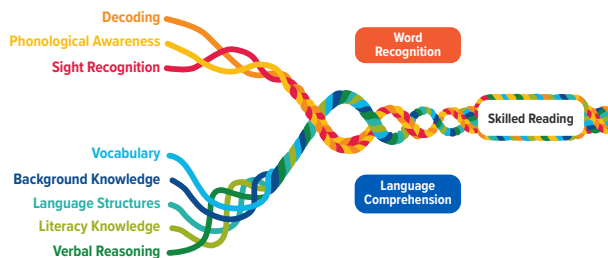 Decoding
Phonological Awareness
Sight Recognition
Word
Recognition
Skilled Reading
Vocabulary
Background Knowledge
Language Structures
Literacy Knowledge
Verbal Reasoning
Language
Comprehension